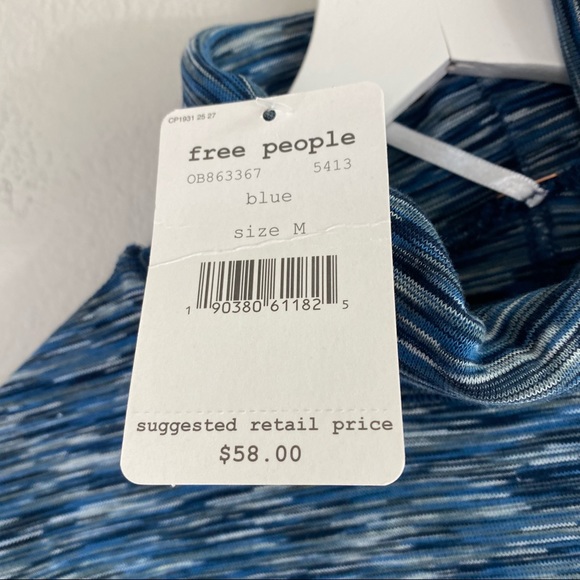 CP1931 25 27
free people
OB863367 5413
blue
size M
1 90380 61182 5
suggested retail price
$58.00